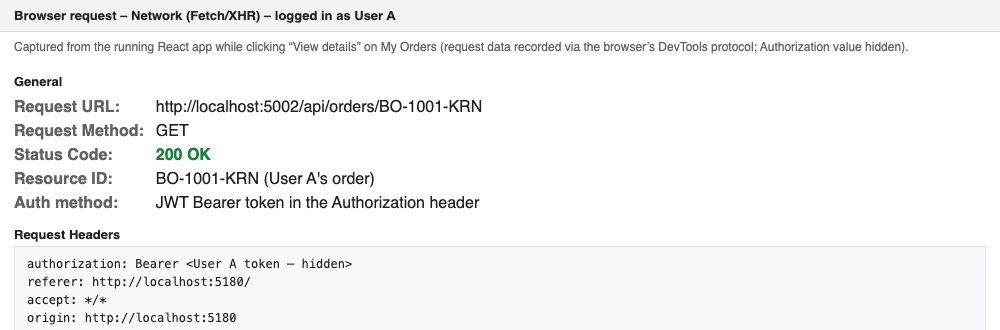 Browser request – Network (Fetch/XHR) – logged in as User A
Captured from the running React app while clicking “View details” on My Orders (request data recorded via the browser’s DevTools protocol; Authorization value hidden).
General
Request URL: http://localhost:5002/api/orders/BO-1001-KRN
Request Method: GET
Status Code: 200 OK
Resource ID: BO-1001-KRN (User A's order)
Auth method: JWT Bearer token in the Authorization header
Request Headers
authorization: Bearer <User A token — hidden>
referer: http://localhost:5180/
accept: */*
origin: http://localhost:5180